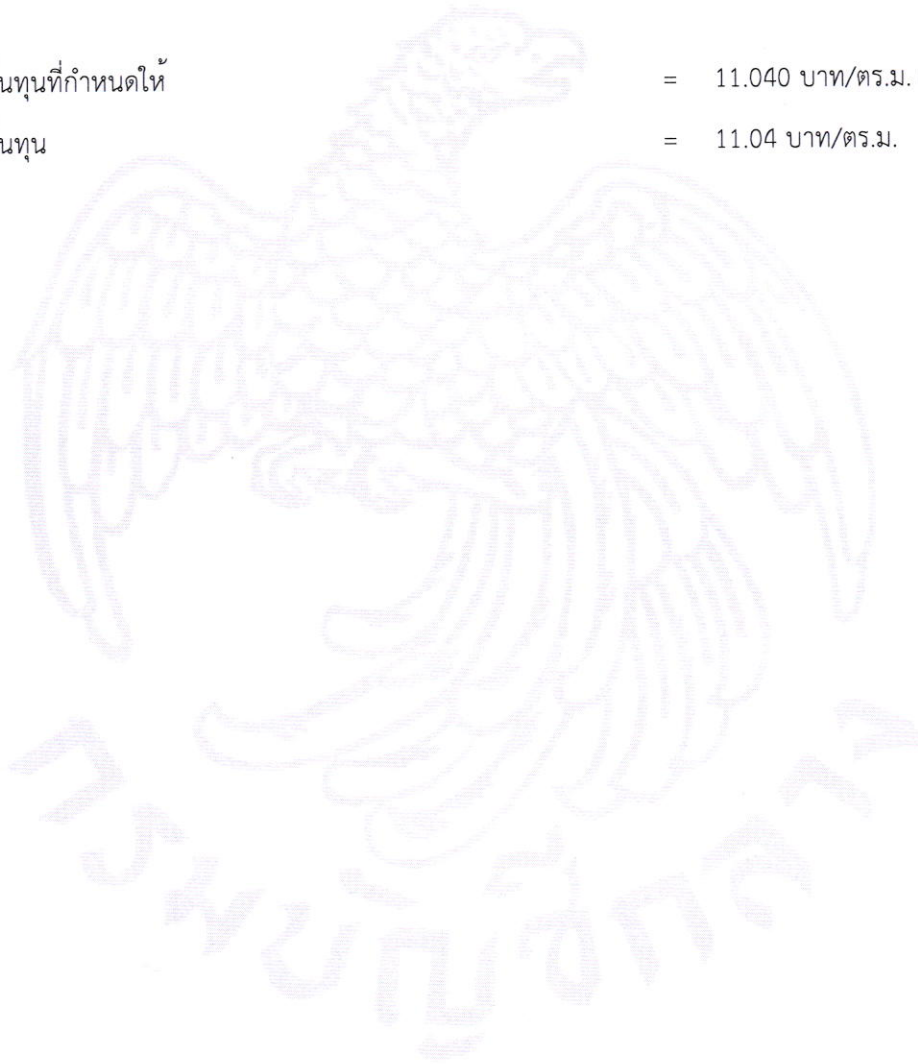 นทุนที่กำหนดให้ = 11.040 บาท/ตร.ม.
นทุน = 11.04 บาท/ตร.ม.
กรมบัญชีกลาง